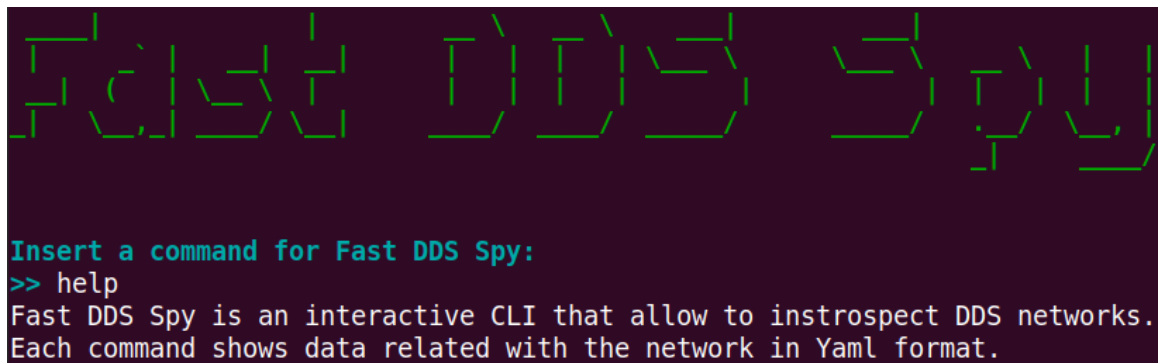 Fast DDS Spy
Insert a command for Fast DDS Spy:
>> help
Fast DDS Spy is an interactive CLI that allow to instrospect DDS networks.
Each command shows data related with the network in Yaml format.